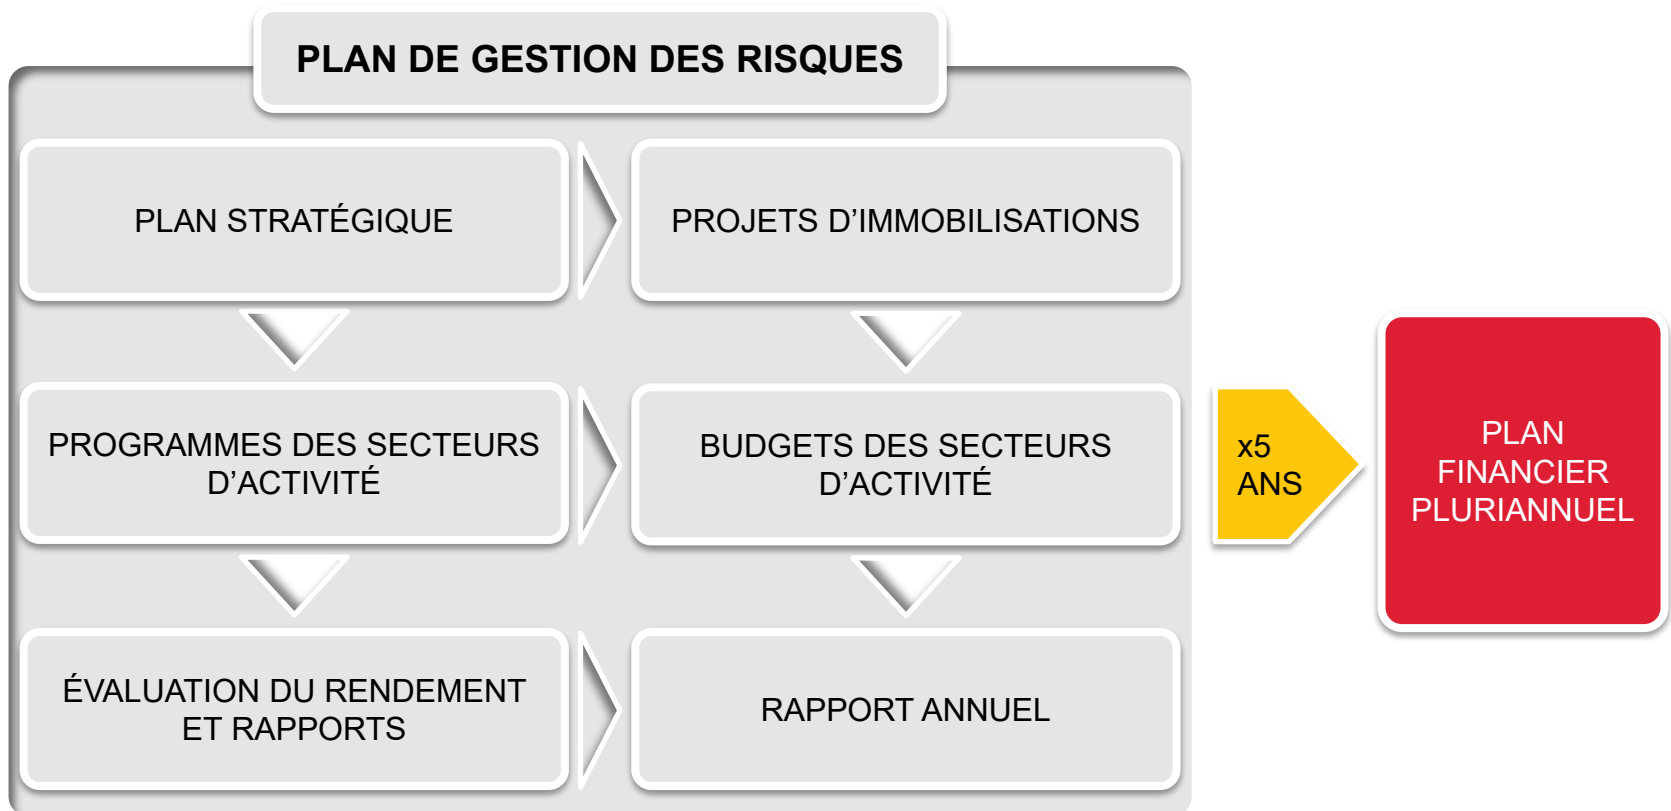 PLAN DE GESTION DES RISQUES
PLAN STRATÉGIQUE
PROJETS D’IMMOBILISATIONS
PROGRAMMES DES SECTEURS
D’ACTIVITÉ
BUDGETS DES SECTEURS
D’ACTIVITÉ
x5
ANS
PLAN
FINANCIER
PLURIANNUEL
ÉVALUATION DU RENDEMENT
ET RAPPORTS
RAPPORT ANNUEL